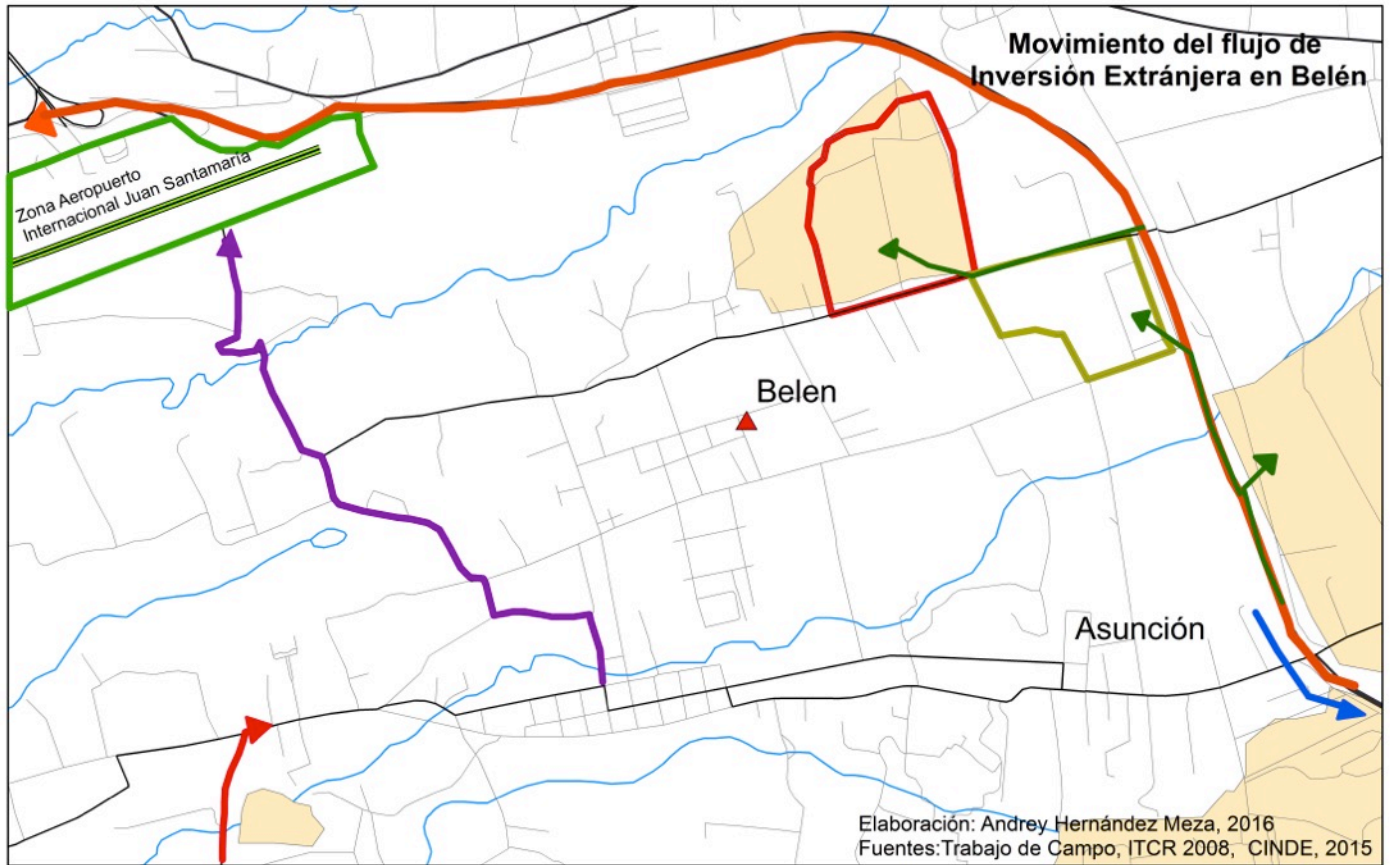 Movimiento del flujo de
Inversión Extránjera en Belén
Zona Aeropuerto
Internacional Juan Santamaría
Belen
Asunción
Elaboración: Andrey Hernández Meza, 2016
Fuentes:Trabajo de Campo, ITCR 2008, CINDE, 2015